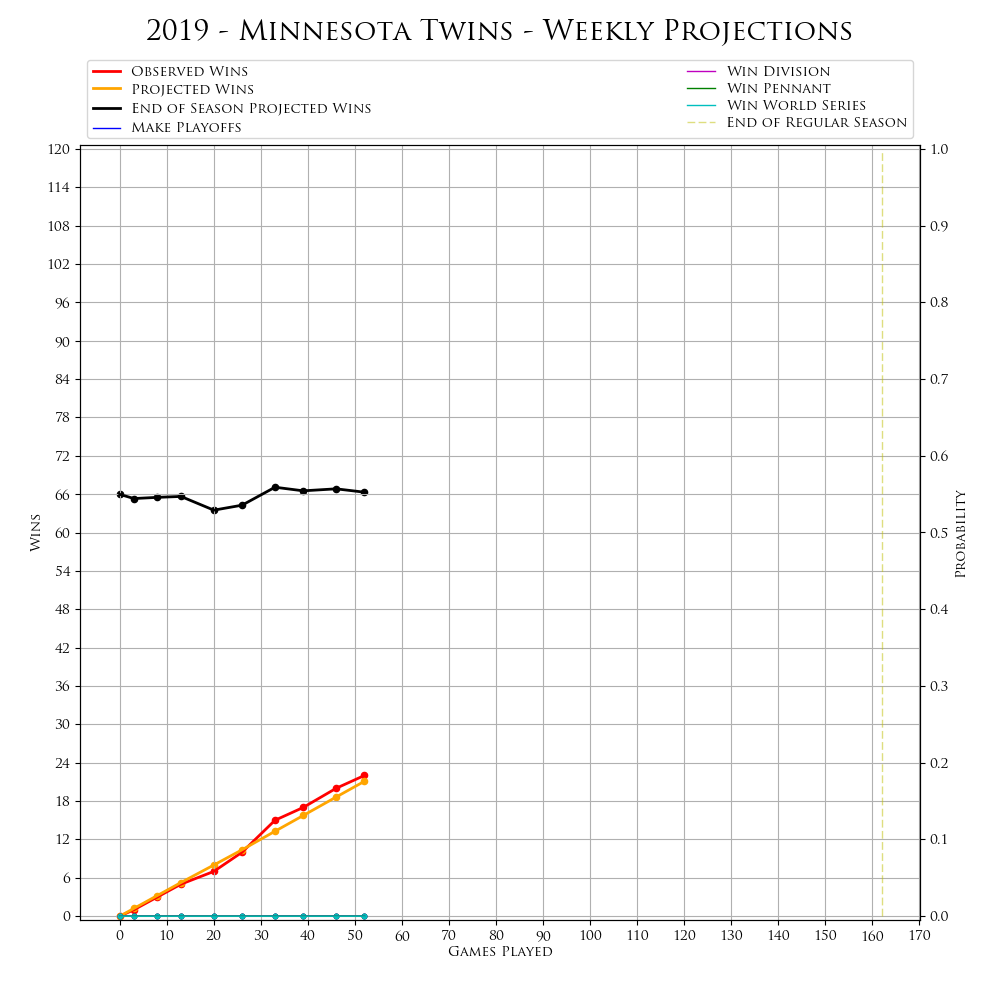 2019 - Minnesota Twins - Weekly Projections
Observed Wins
Projected Wins
End of Season Projected Wins
Make Playoffs
Win Division
Win Pennant
Win World Series
End of Regular Season
120
114
108
102
96
90
84
78
72
66
60
54
48
42
36
30
24
18
12
6
0
Wins
1.0
0.9
0.8
0.7
0.6
0.5
0.4
0.3
0.2
0.1
0.0
Probability
0 10 20 30 40 50 60 70 80 90 100 110 120 130 140 150 160 170
Games Played